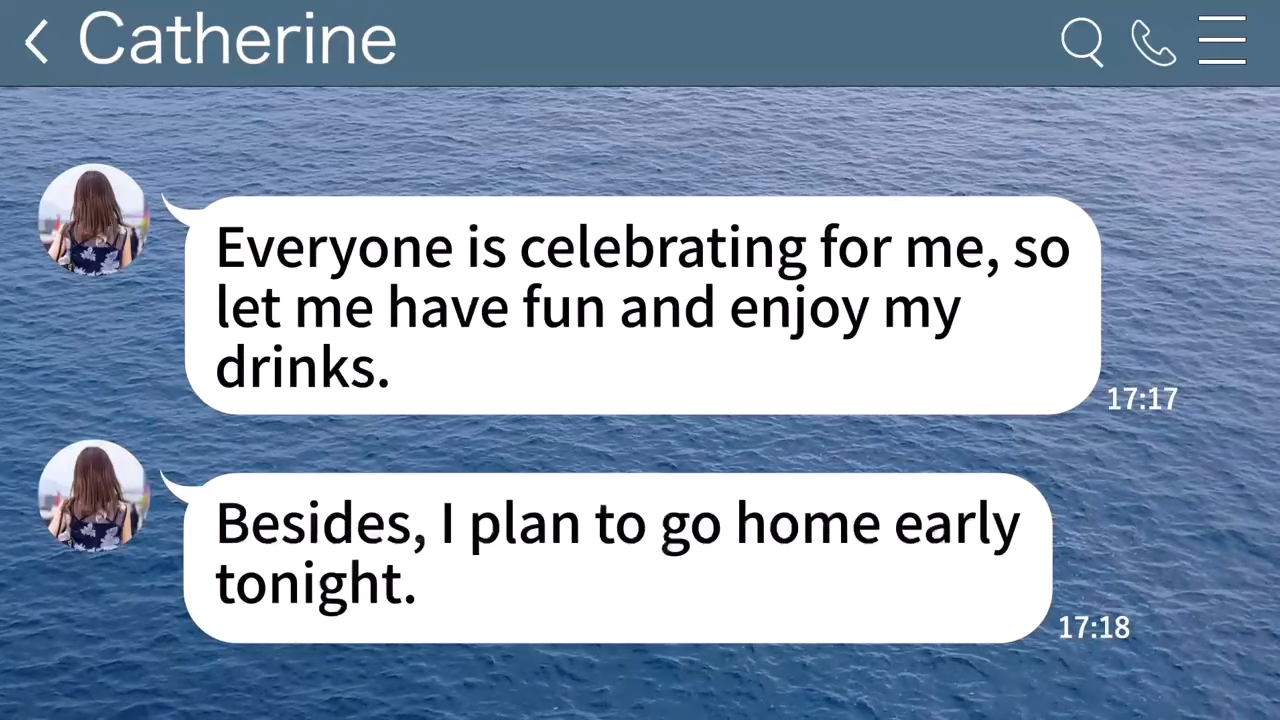 Catherine
Everyone is celebrating for me, so
let me have fun and enjoy my
drinks.
17:17
Besides, I plan to go home early
tonight.
17:18